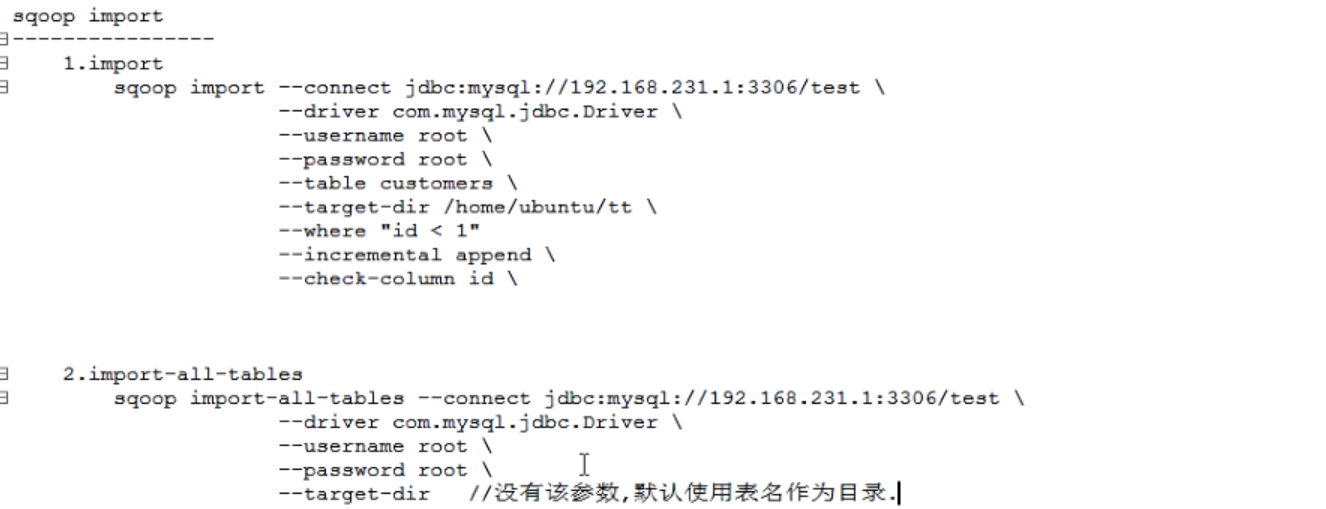 sqoop import
----------------
1.import
sqoop import --connect jdbc:mysql://192.168.231.1:3306/test \
--driver com.mysql.jdbc.Driver \
--username root \
--password root \
--table customers \
--target-dir /home/ubuntu/tt \
--where "id < 1"
--incremental append \
--check-column id \
2.import-all-tables
sqoop import-all-tables --connect jdbc:mysql://192.168.231.1:3306/test \
--driver com.mysql.jdbc.Driver \
--username root \
--password root \
--target-dir //没有该参数,默认使用表名作为目录.